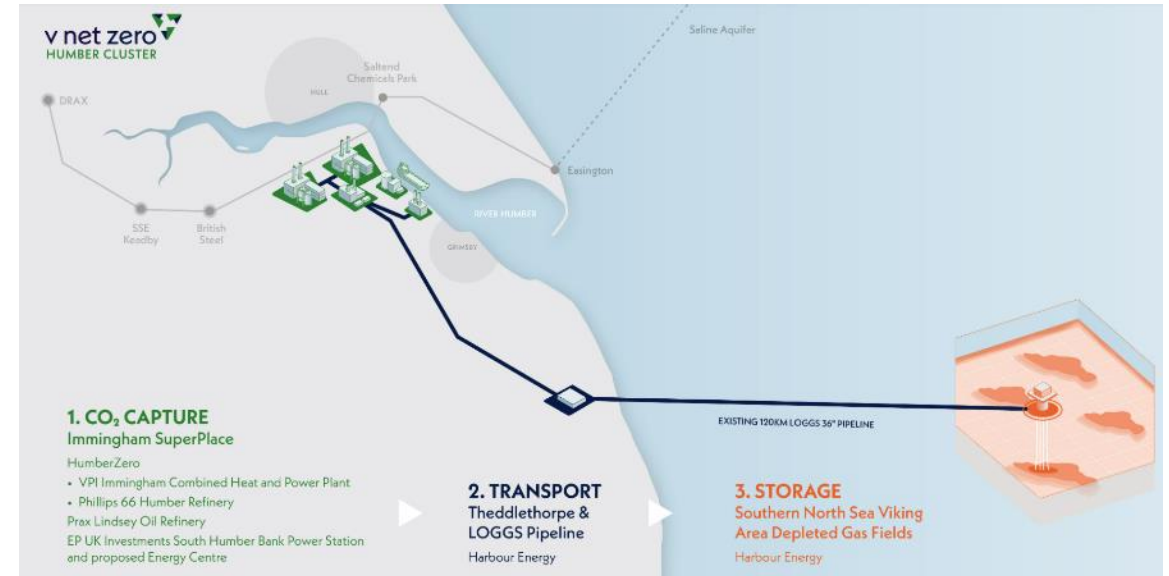 v net zero
HUMBER CLUSTER
Seline Aquifer
Saltend
Chemicals Park
HULL
DRAX
Easington
RIVER HUMBER
SSE
Keadby
British
Steel
GRIMSBY
EXISTING 120KM LOGGS 36" PIPELINE
1. CO₂ CAPTURE
Immingham SuperPlace
HumberZero
• VPI Immingham Combined Heat and Power Plant
• Phillips 66 Humber Refinery
Prax Lindsey Oil Refinery
EP UK Investments South Humber Bank Power Station
and proposed Energy Centre
2. TRANSPORT
Theddlethorpe &
LOGGS Pipeline
Harbour Energy
3. STORAGE
Southern North Sea Viking
Area Depleted Gas Fields
Harbour Energy